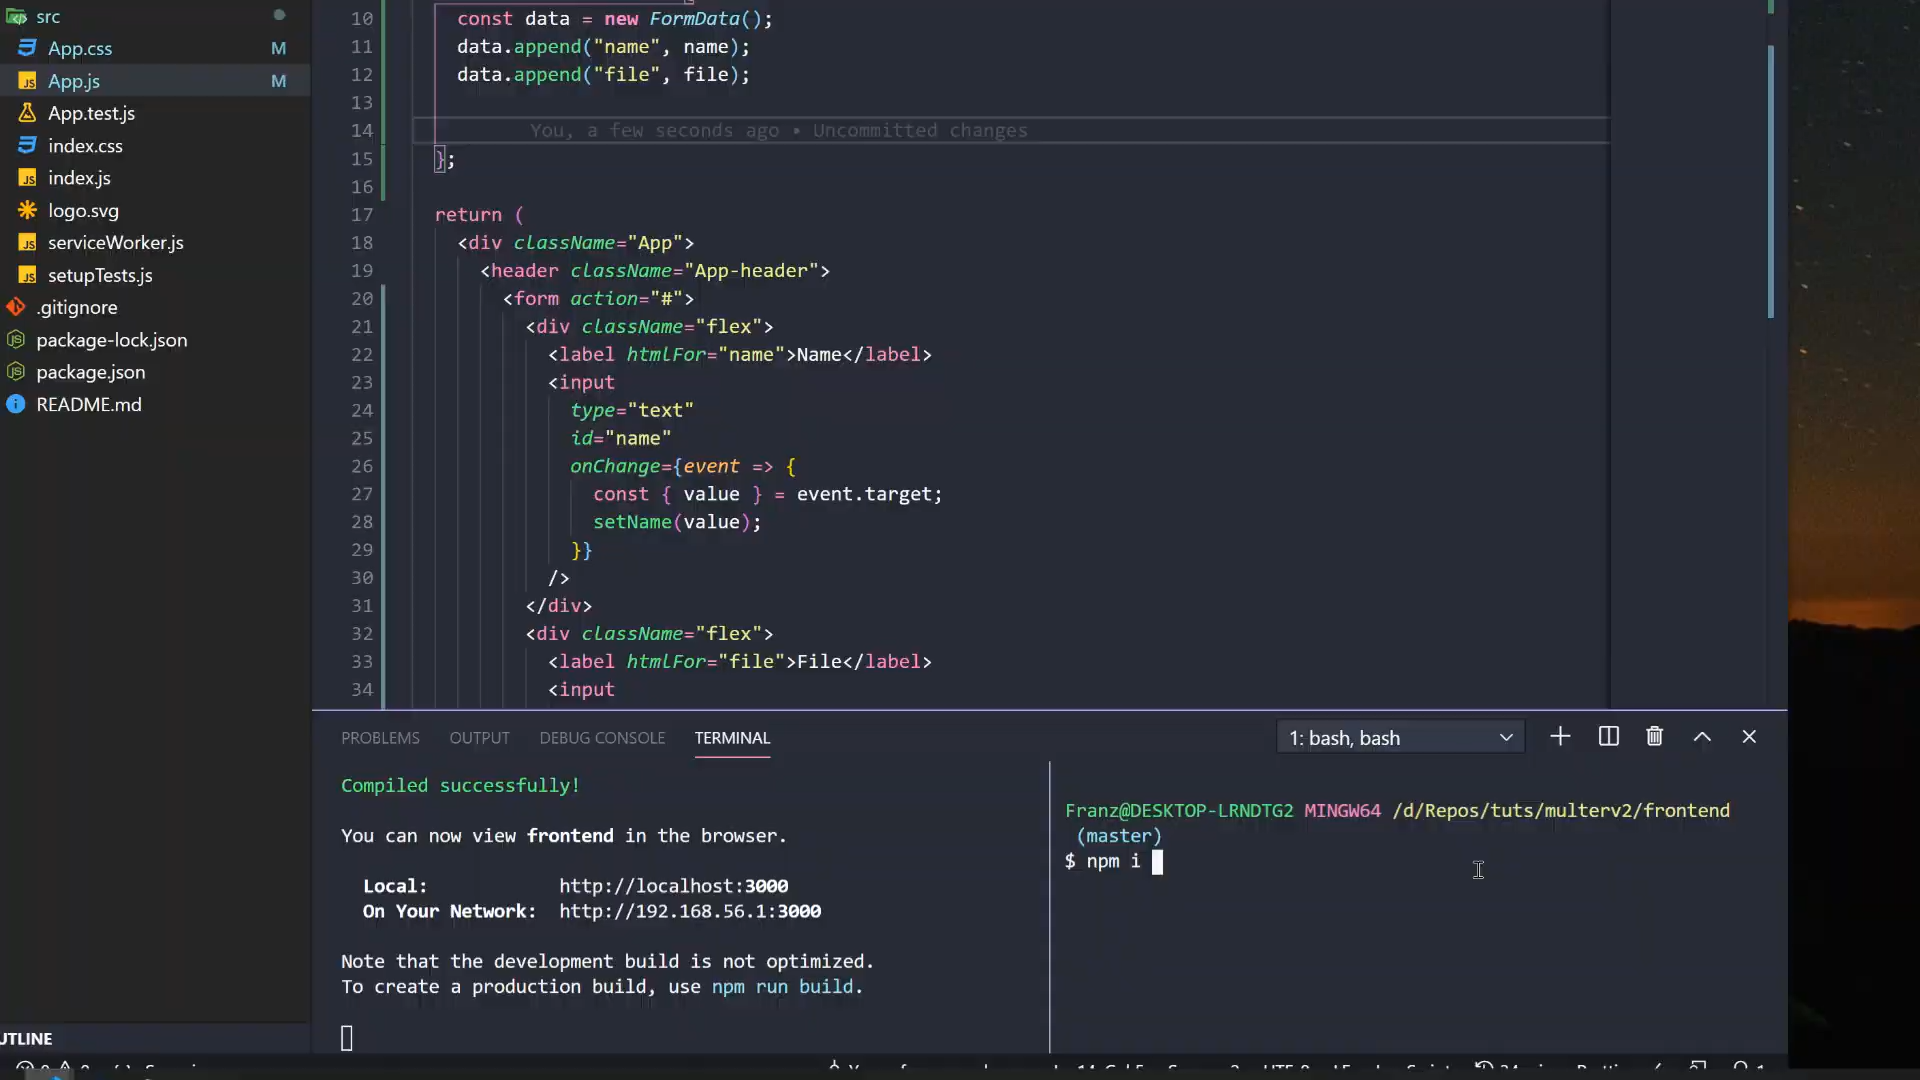 src
App.css M
App.js M
App.test.js
index.css
index.js
logo.svg
serviceWorker.js
setupTests.js
.gitignore
package-lock.json
package.json
README.md
UTLINE
10 const data = new FormData();
11 data.append("name", name);
12 data.append("file", file);
13
14 You, a few seconds ago • Uncommitted changes
15 };
16
17 return (
18 <div className="App">
19 <header className="App-header">
20 <form action="#">
21 <div className="flex">
22 <label htmlFor="name">Name</label>
23 <input
24 type="text"
25 id="name"
26 onChange={event => {
27 const { value } = event.target;
28 setName(value);
29 }}
30 />
31 </div>
32 <div className="flex">
33 <label htmlFor="file">File</label>
34 <input
PROBLEMS OUTPUT DEBUG CONSOLE TERMINAL 1: bash, bash
Compiled successfully!
You can now view frontend in the browser.
Local: http://localhost:3000
On Your Network: http://192.168.56.1:3000
Note that the development build is not optimized.
To create a production build, use npm run build.
Franz@DESKTOP-LRNDTG2 MINGW64 /d/Repos/tuts/multerv2/frontend
(master)
$ npm i